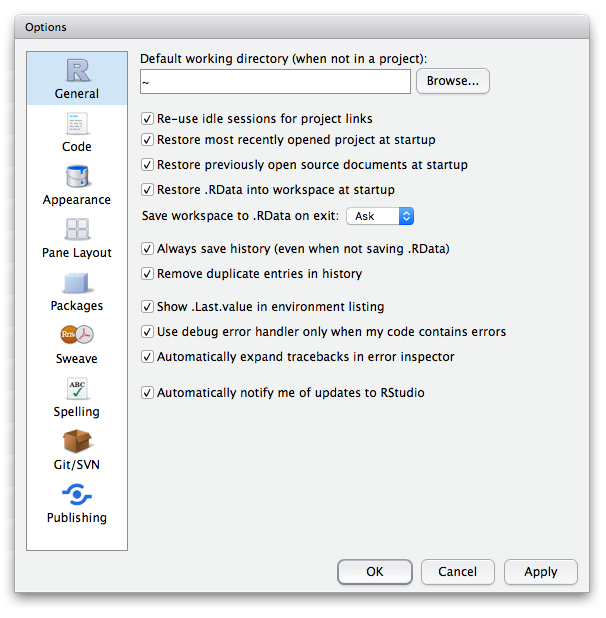 Options
General
Code
Appearance
Pane Layout
Packages
Rnw
Sweave
ABC
Spelling
Git/SVN
Publishing
Default working directory (when not in a project):
~
Browse...
Re-use idle sessions for project links
Restore most recently opened project at startup
Restore previously open source documents at startup
Restore .RData into workspace at startup
Save workspace to .RData on exit: Ask
Always save history (even when not saving .RData)
Remove duplicate entries in history
Show .Last.value in environment listing
Use debug error handler only when my code contains errors
Automatically expand tracebacks in error inspector
Automatically notify me of updates to RStudio
OK Cancel Apply